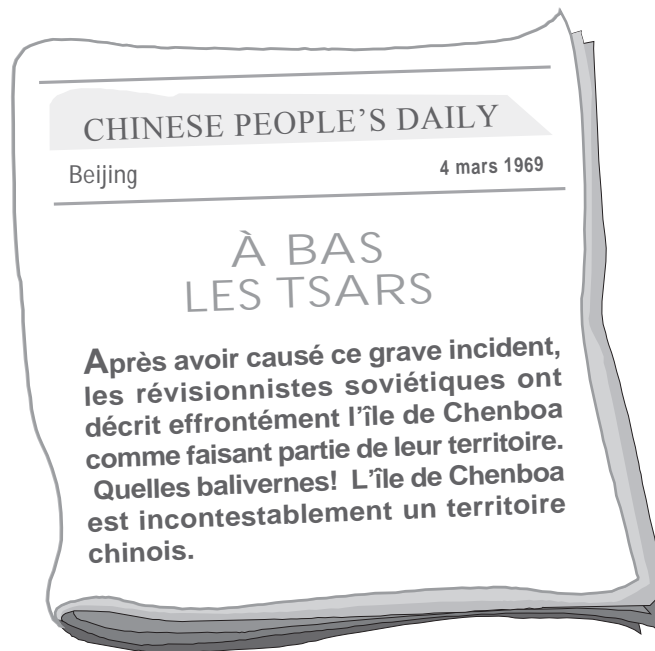 CHINESE PEOPLE'S DAILY
Beijing
4 mars 1969
À BAS
LES TSARS
Après avoir causé ce grave incident,
les révisionnistes soviétiques ont
décrit effrontément l'île de Chenboa
comme faisant partie de leur territoire.
Quelles balivernes! L'île de Chenboa
est incontestablement un territoire
chinois.